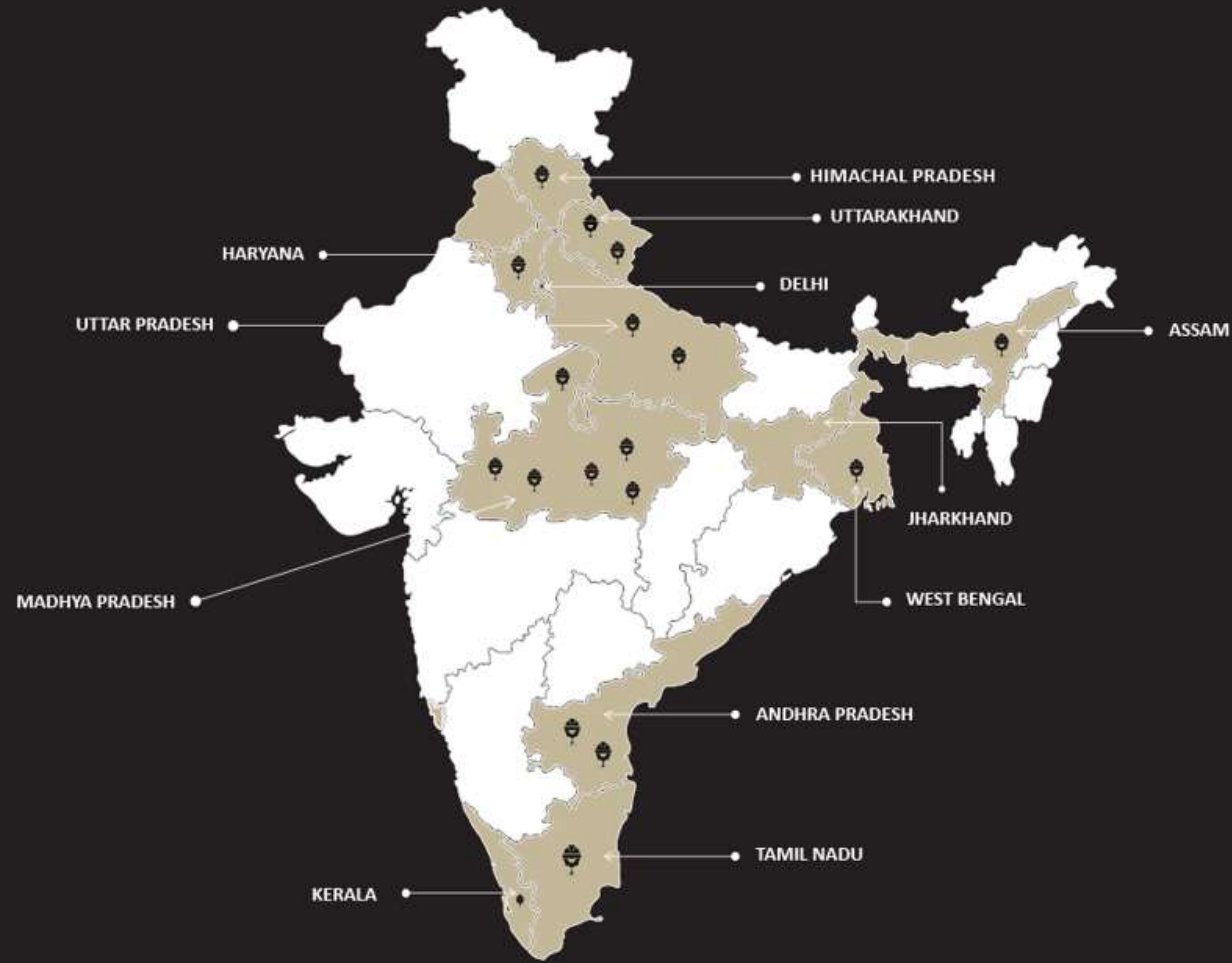 HIMACHAL PRADESH
UTTARAKHAND
HARYANA
DELHI
UTTAR PRADESH
ASSAM
JHARKHAND
MADHYA PRADESH
WEST BENGAL
ANDHRA PRADESH
TAMIL NADU
KERALA